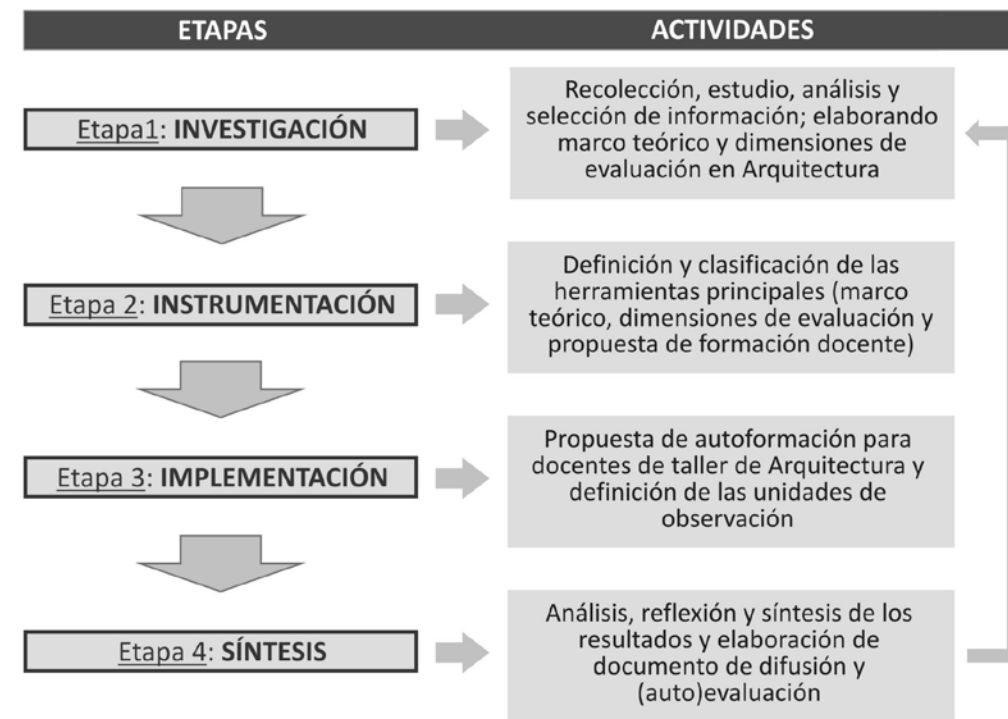 ETAPAS
ACTIVIDADES
Etapa1: INVESTIGACIÓN
Recolección, estudio, análisis y
selección de información; elaborando
marco teórico y dimensiones de
evaluación en Arquitectura
Etapa 2: INSTRUMENTACIÓN
Definición y clasificación de las
herramientas principales (marco
teórico, dimensiones de evaluación y
propuesta de formación docente)
Etapa 3: IMPLEMENTACIÓN
Propuesta de autoformación para
docentes de taller de Arquitectura y
definición de las unidades de
observación
Etapa 4: SÍNTESIS
Análisis, reflexión y síntesis de los
resultados y elaboración de
documento de difusión y
(auto)evaluación